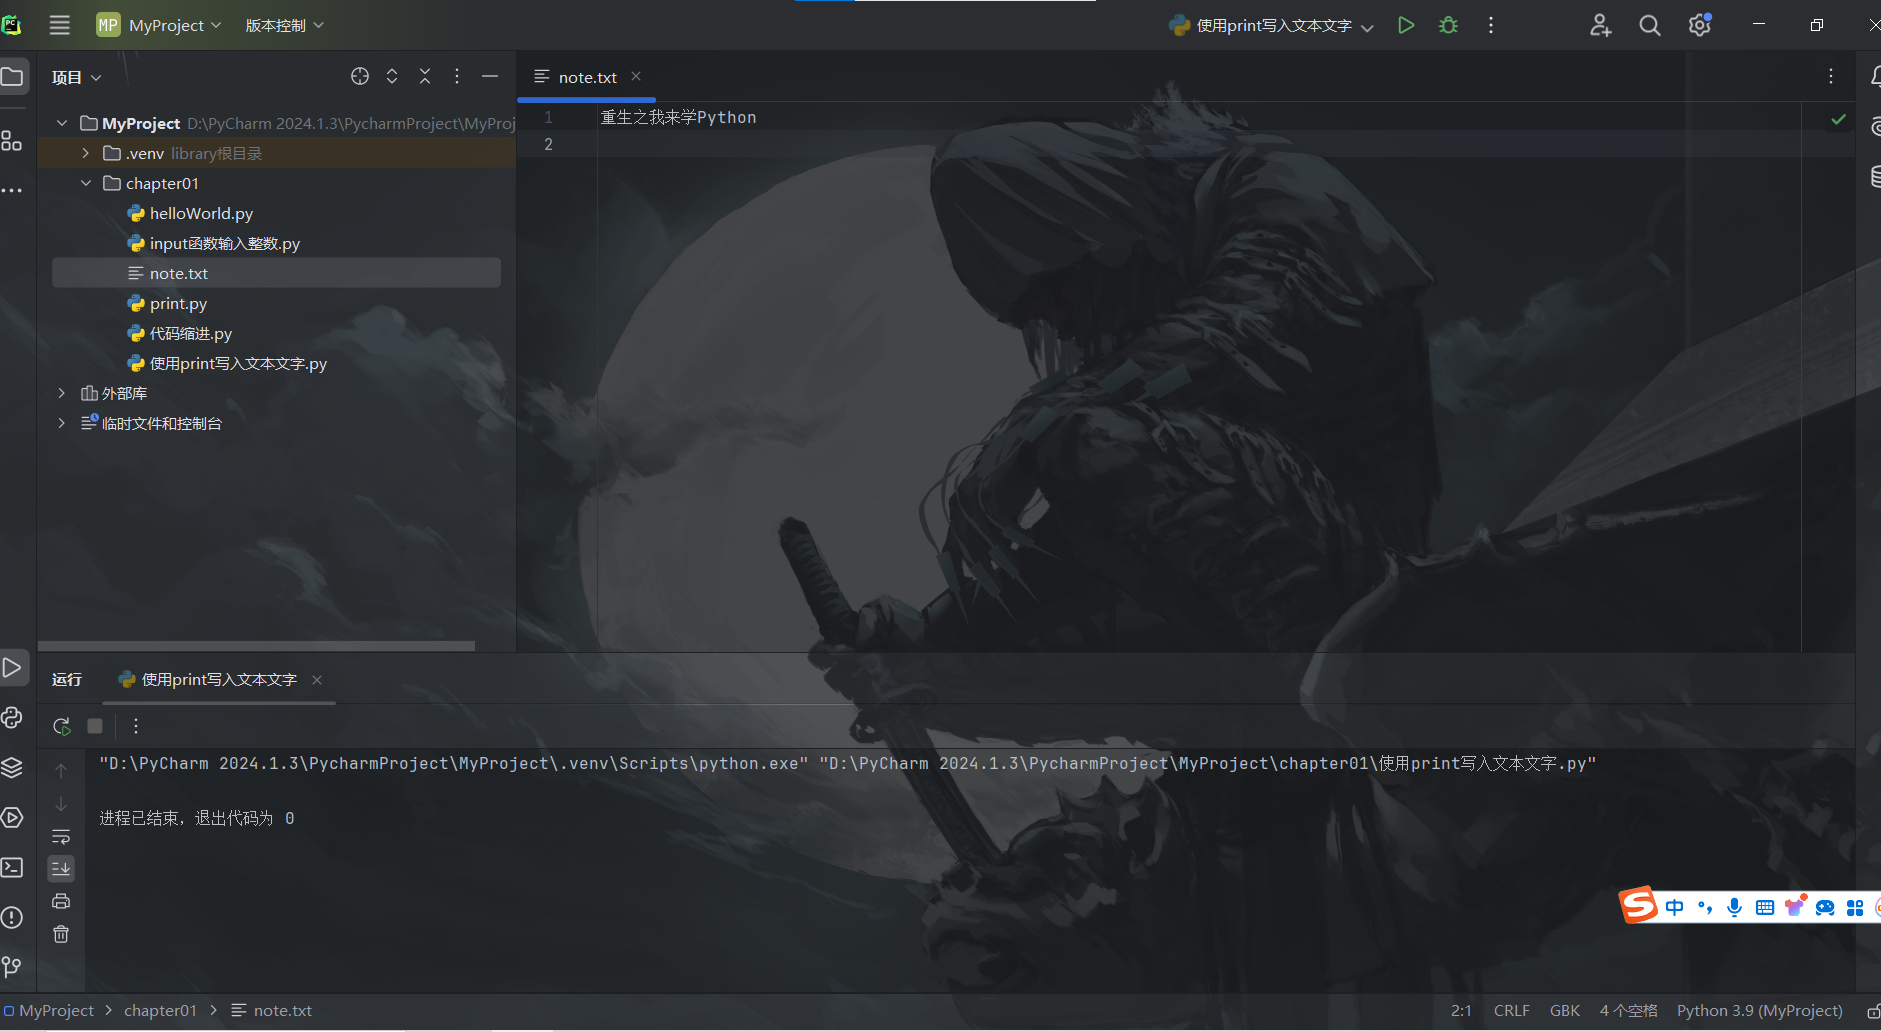 MP MyProject 版本控制 使用print写入文本文字
项目
note.txt
MyProject D:\PyCharm 2024.1.3\PycharmProject\MyProj
.venv library根目录
chapter01
helloWorld.py
input函数输入整数.py
note.txt
print.py
代码缩进.py
使用print写入文本文字.py
外部库
临时文件和控制台
1 重生之我来学Python
2
运行 使用print写入文本文字
"D:\PyCharm 2024.1.3\PycharmProject\MyProject\.venv\Scripts\python.exe" "D:\PyCharm 2024.1.3\PycharmProject\MyProject\chapter01\使用print写入文本文字.py"
进程已结束，退出代码为 0
中
MyProject > chapter01 > note.txt 2:1 CRLF GBK 4 个空格 Python 3.9 (MyProject)